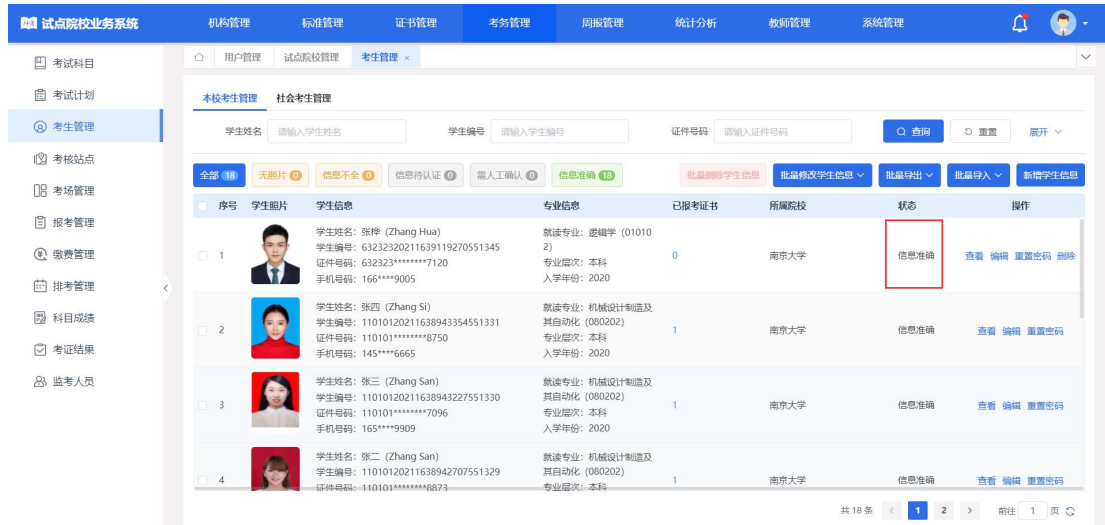 试点院校业务系统 机构管理 标准管理 证书管理 考务管理 周报管理 统计分析 教师管理 系统管理
考试科目
考试计划
考生管理
考核站点
考场管理
报考管理
缴费管理
排考管理
科目成绩
考证结果
监考人员
用户管理 试点院校管理 考生管理 ×
本校考生管理 社会考生管理
学生姓名 请输入学生姓名 学生编号 请输入学生编号 证件号码 请输入证件号码 查询 重置 展开
全部 18 无照片 0 信息不全 0 信息待认证 0 需人工确认 0 信息准确 18 批量删除学生信息 批量修改学生信息 批量导出 批量导入 新增学生信息
序号 学生照片 学生信息 专业信息 已报考证书 所属院校 状态 操作
1
学生姓名：张桦（Zhang Hua）
学生编号：63232320211639119270551345
证件号码：632323********7120
手机号码：166****9005
就读专业：逻辑学（01010
2）
专业层次：本科
入学年份：2020
0 南京大学 信息准确 查看 编辑 重置密码 删除
2
学生姓名：张四（Zhang Si）
学生编号：11010120211638943354551331
证件号码：110101********8750
手机号码：145****6665
就读专业：机械设计制造及
其自动化（080202）
专业层次：本科
入学年份：2020
1 南京大学 信息准确 查看 编辑 重置密码
3
学生姓名：张三（Zhang San）
学生编号：11010120211638943227551330
证件号码：110101********7096
手机号码：165****9909
就读专业：机械设计制造及
其自动化（080202）
专业层次：本科
入学年份：2020
1 南京大学 信息准确 查看 编辑 重置密码
4
学生姓名：张二（Zhang San）
学生编号：11010120211638942707551329
证件号码：110101********8873
就读专业：机械设计制造及
其自动化（080202）
专业层次：本科
1 南京大学 信息准确 查看 编辑 重置密码
共 18 条 < 1 2 > 前往 1 页